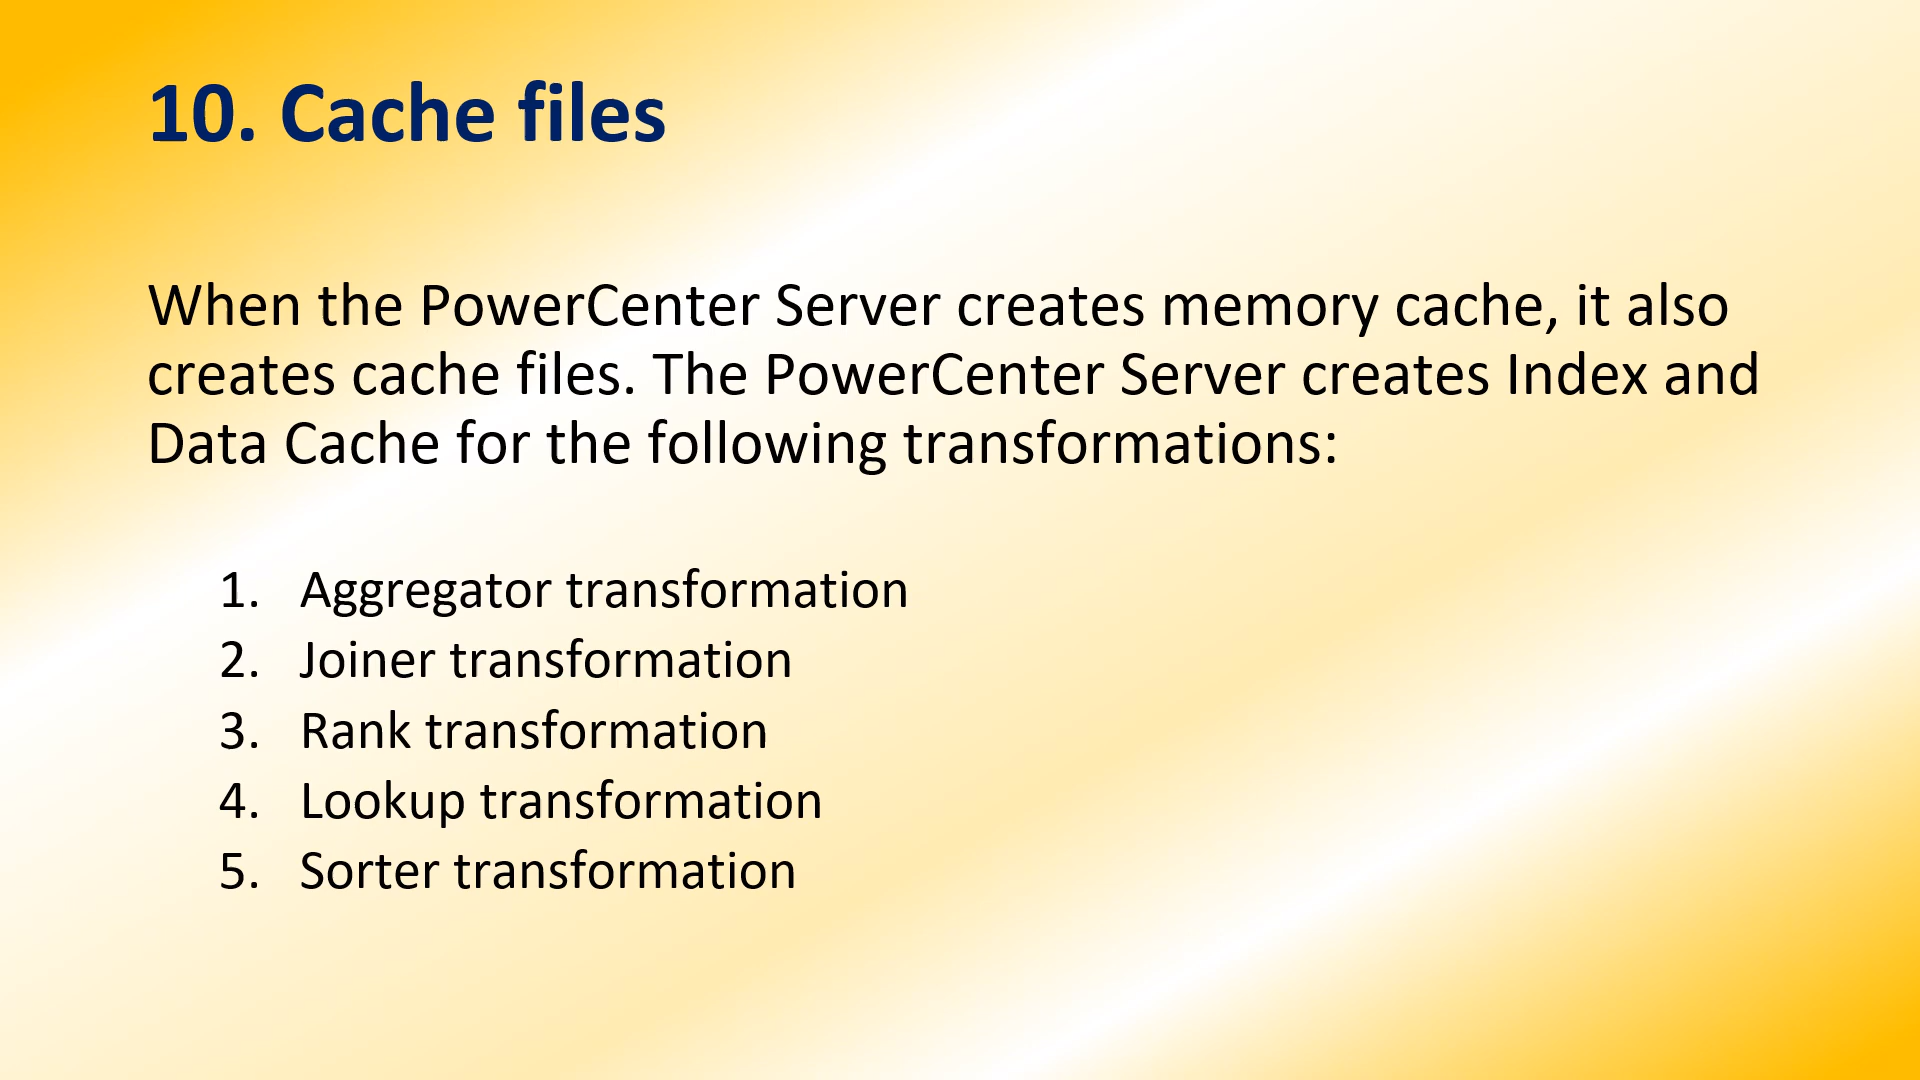 10. Cache files
When the PowerCenter Server creates memory cache, it also
creates cache files. The PowerCenter Server creates Index and
Data Cache for the following transformations:
1. Aggregator transformation
2. Joiner transformation
3. Rank transformation
4. Lookup transformation
5. Sorter transformation